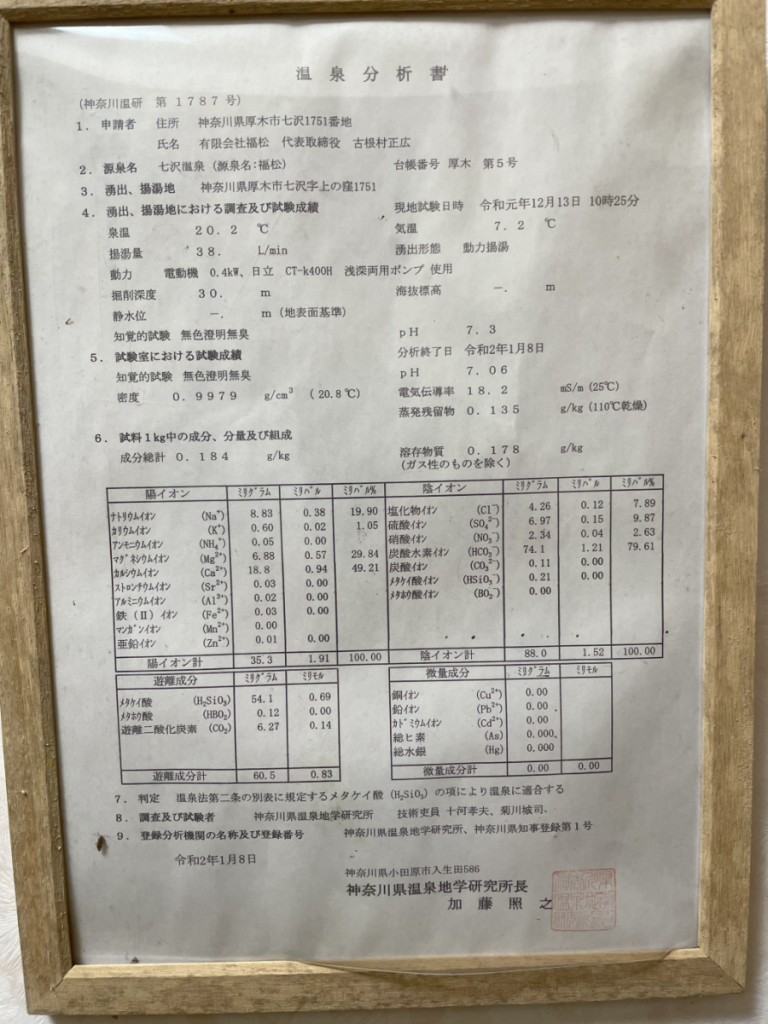 温泉分析書
(神奈川温研 第 1787 号)
1. 申請者 住所 神奈川県厚木市七沢1751番地
氏名 有限会社福松 代表取締役 古根村正広
2. 源泉名 七沢温泉 (源泉名:福松) 台帳番号 厚木 第5号
3. 湧出、揚湯地 神奈川県厚木市七沢字上の窪1751
4. 湧出、揚湯地における調査及び試験成績 現地試験日時 令和元年12月13日 10時25分
泉温 20.2 ℃ 気温 7.2 ℃
揚湯量 38. L/min 湧出形態 動力揚湯
動力 電動機 0.4kW、日立 CT-k400H 浅深両用ポンプ 使用
掘削深度 30. m 海抜標高 -. m
静水位 -. m (地表面基準)
知覚的試験 無色澄明無臭 pH 7.3
5. 試験室における試験成績 分析終了日 令和2年1月8日
知覚的試験 無色澄明無臭 pH 7.06
密度 0.9979 g/cm³ (20.8℃) 電気伝導率 18.2 mS/m (25℃)
蒸発残留物 0.135 g/kg (110℃乾燥)
6. 試料1kg中の成分、分量及び組成
成分総計 0.184 g/kg 溶存物質 0.178 g/kg
(ガス性のものを除く)
陽イオン ミリグラム ミリバル ミリバル% 陰イオン ミリグラム ミリバル ミリバル%
ナトリウムイオン (Na⁺) 8.83 0.38 19.90 塩化物イオン (Cl⁻) 4.26 0.12 7.89
カリウムイオン (K⁺) 0.60 0.02 1.05 硫酸イオン (SO₄²⁻) 6.97 0.15 9.87
アンモニウムイオン (NH₄⁺) 0.05 0.00 硝酸イオン (NO₃⁻) 2.34 0.04 2.63
マグネシウムイオン (Mg²⁺) 6.88 0.57 29.84 炭酸水素イオン (HCO₃⁻) 74.1 1.21 79.61
カルシウムイオン (Ca²⁺) 18.8 0.94 49.21 炭酸イオン (CO₃²⁻) 0.11 0.00
ストロンチウムイオン (Sr²⁺) 0.03 0.00 メタケイ酸イオン (HSiO₃⁻) 0.21 0.00
アルミニウムイオン (Al³⁺) 0.02 0.00 メタホウ酸イオン (BO₂⁻) 0.00
鉄(Ⅱ)イオン (Fe²⁺) 0.03 0.00
マンガンイオン (Mn²⁺) 0.00
亜鉛イオン (Zn²⁺) 0.01 0.00
陽イオン計 35.3 1.91 100.00 陰イオン計 88.0 1.52 100.00
遊離成分 ミリグラム ミリモル 微量成分 ミリグラム ミリモル
メタケイ酸 (H₂SiO₃) 54.1 0.69 銅イオン (Cu²⁺) 0.00
メタホウ酸 (HBO₂) 0.12 0.00 鉛イオン (Pb²⁺) 0.00
遊離二酸化炭素 (CO₂) 6.27 0.14 カドミウムイオン (Cd²⁺) 0.00
総ヒ素 (As) 0.000
総水銀 (Hg) 0.000
遊離成分計 60.5 0.83 微量成分計 0.00 0.00
7. 判定 温泉法第二条の別表に規定するメタケイ酸 (H₂SiO₃) の項により温泉に適合する
8. 調査及び試験者 神奈川県温泉地学研究所 技術吏員 十河孝夫、菊川城司
9. 登録分析機関の名称及び登録番号 神奈川県温泉地学研究所、神奈川県知事登録第1号
令和2年1月8日
神奈川県小田原市入生田586
神奈川県温泉地学研究所長
加藤照之